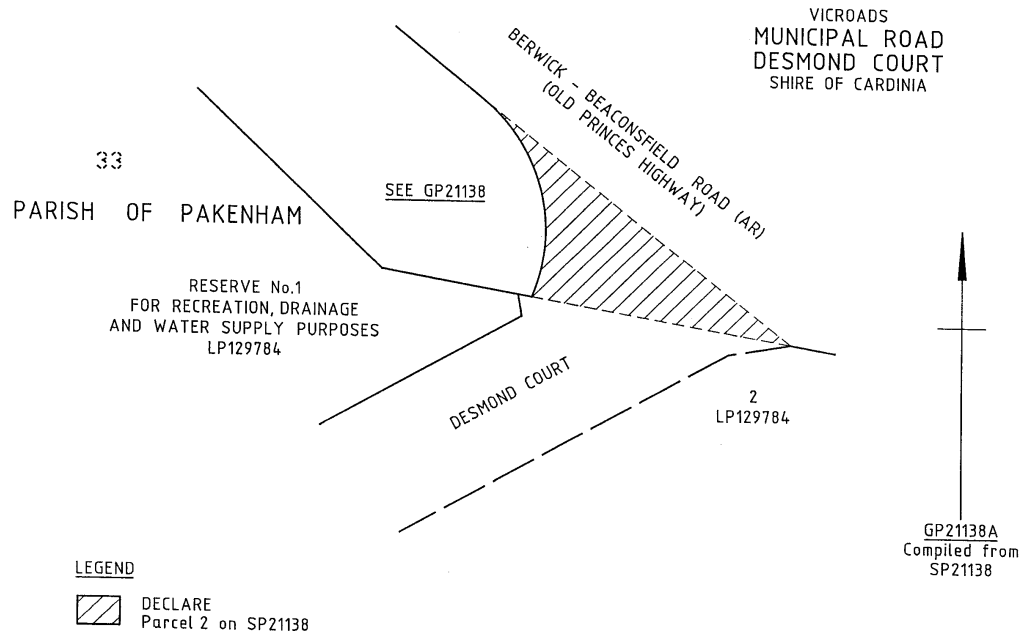 VICROADS
MUNICIPAL ROAD
DESMOND COURT
SHIRE OF CARDINIA
BERWICK - BEACONSFIELD ROAD (AR)
(OLD PRINCES HIGHWAY)
33
PARISH OF PAKENHAM
SEE GP21138
RESERVE No.1
FOR RECREATION, DRAINAGE
AND WATER SUPPLY PURPOSES
LP129784
DESMOND COURT
2
LP129784
GP21138A
Compiled from
SP21138
LEGEND
DECLARE
Parcel 2 on SP21138